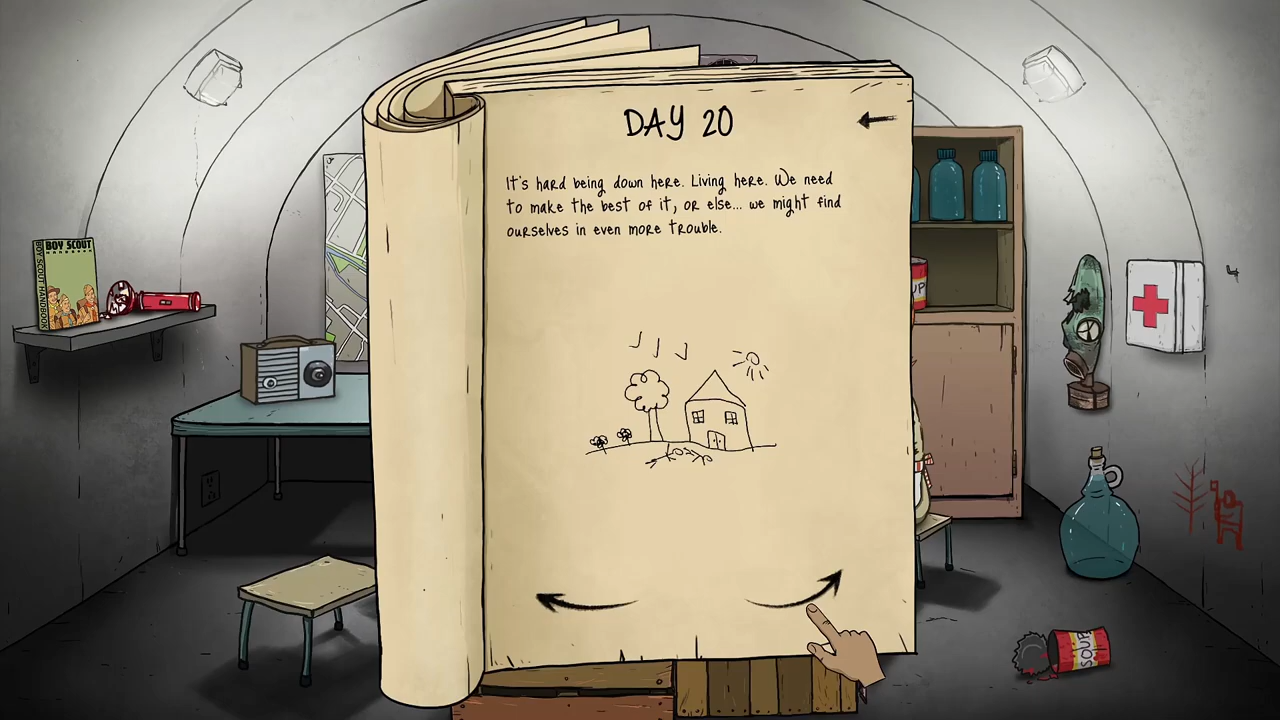 DAY 20
It's hard being down here. Living here. We need
to make the best of it, or else... we might find
ourselves in even more trouble.
BOY SCOUT
BOY SCOUT HANDBOOK
UP
SOUP